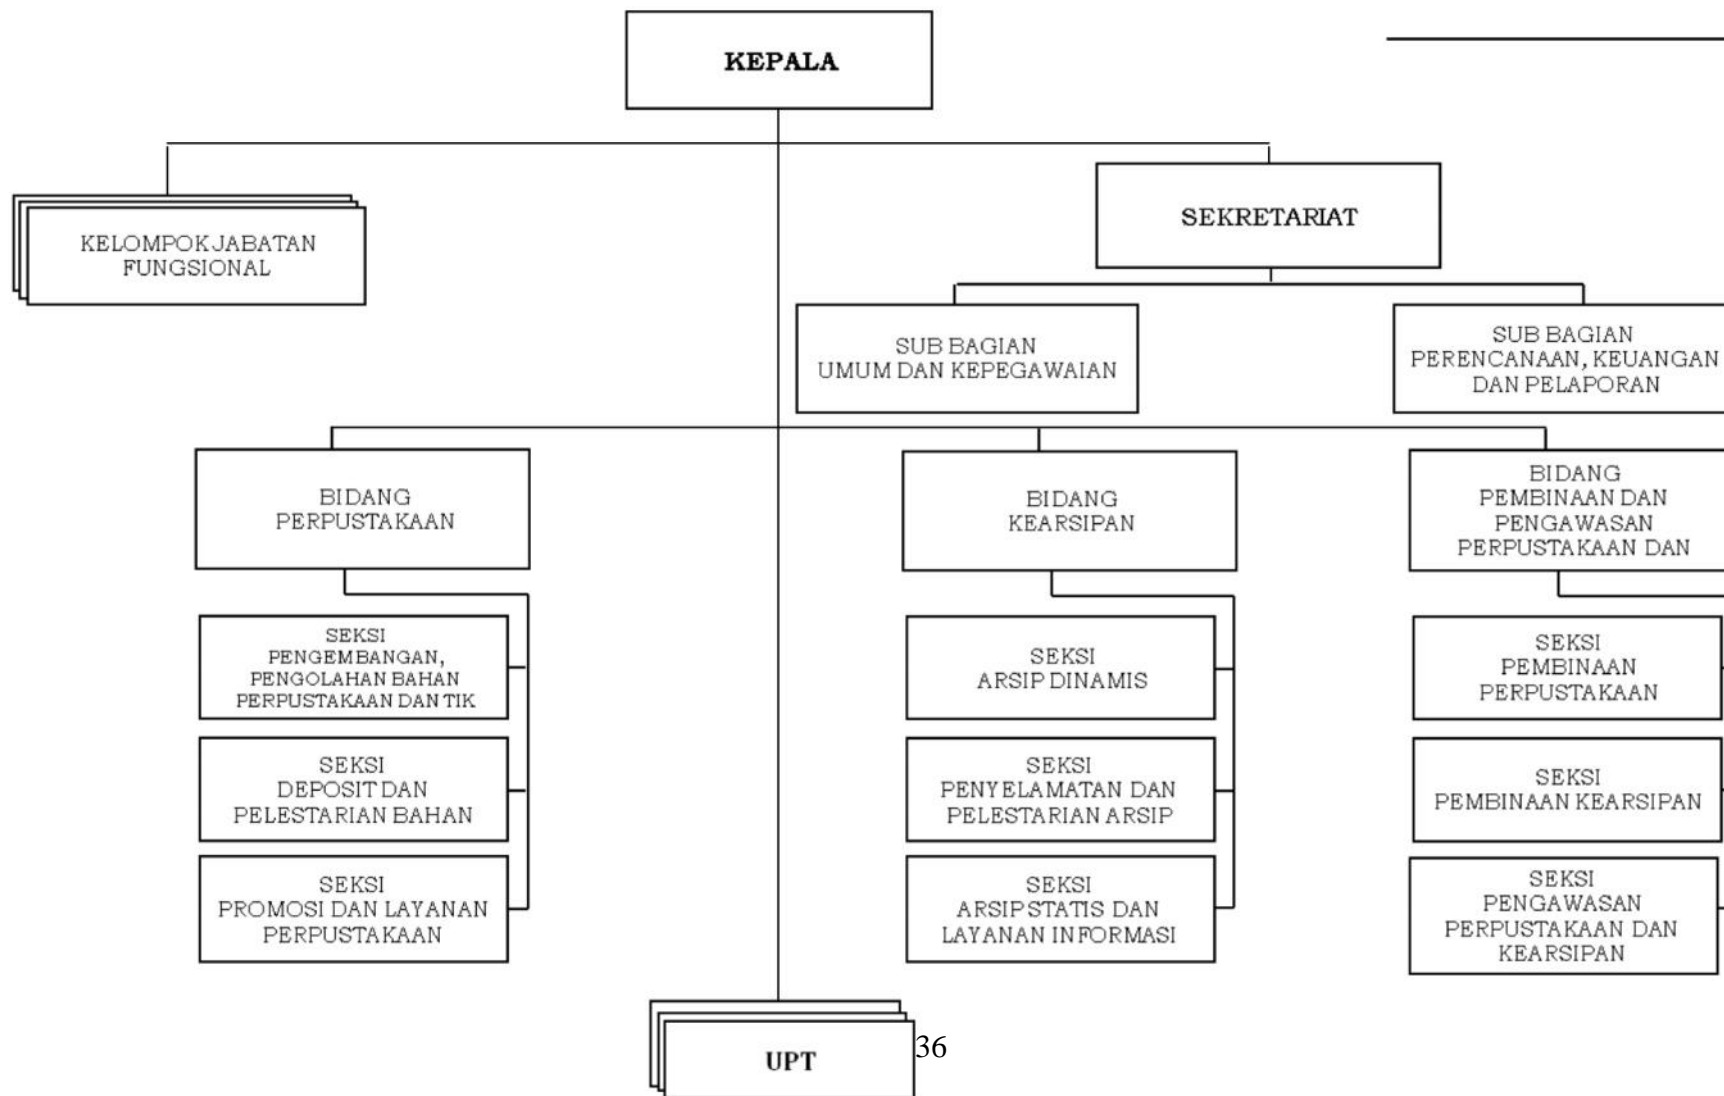 KEPALA
SEKRETARIAT
KELOMPOK JABATAN
FUNGSIONAL
SUB BAGIAN
UMUM DAN KEPEGAWAIAN
SUB BAGIAN
PERENCANAAN, KEUANGAN
DAN PELAPORAN
BIDANG
PERPUSTAKAAN
BIDANG
KEARSIPAN
BIDANG
PEMBINAAN DAN
PENGAWASAN
PERPUSTAKAAN DAN
SEKSI
PENGEMBANGAN,
PENGOLAHAN BAHAN
PERPUSTAKAAN DAN TIK
SEKSI
ARSIP DINAMIS
SEKSI
PEMBINAAN
PERPUSTAKAAN
SEKSI
DEPOSIT DAN
PELESTARIAN BAHAN
SEKSI
PENYELAMATAN DAN
PELESTARIAN ARSIP
SEKSI
PEMBINAAN KEARSIPAN
SEKSI
PROMOSI DAN LAYANAN
PERPUSTAKAAN
SEKSI
ARSIP STATIS DAN
LAYANAN INFORMASI
SEKSI
PENGAWASAN
PERPUSTAKAAN DAN
KEARSIPAN
UPT
36